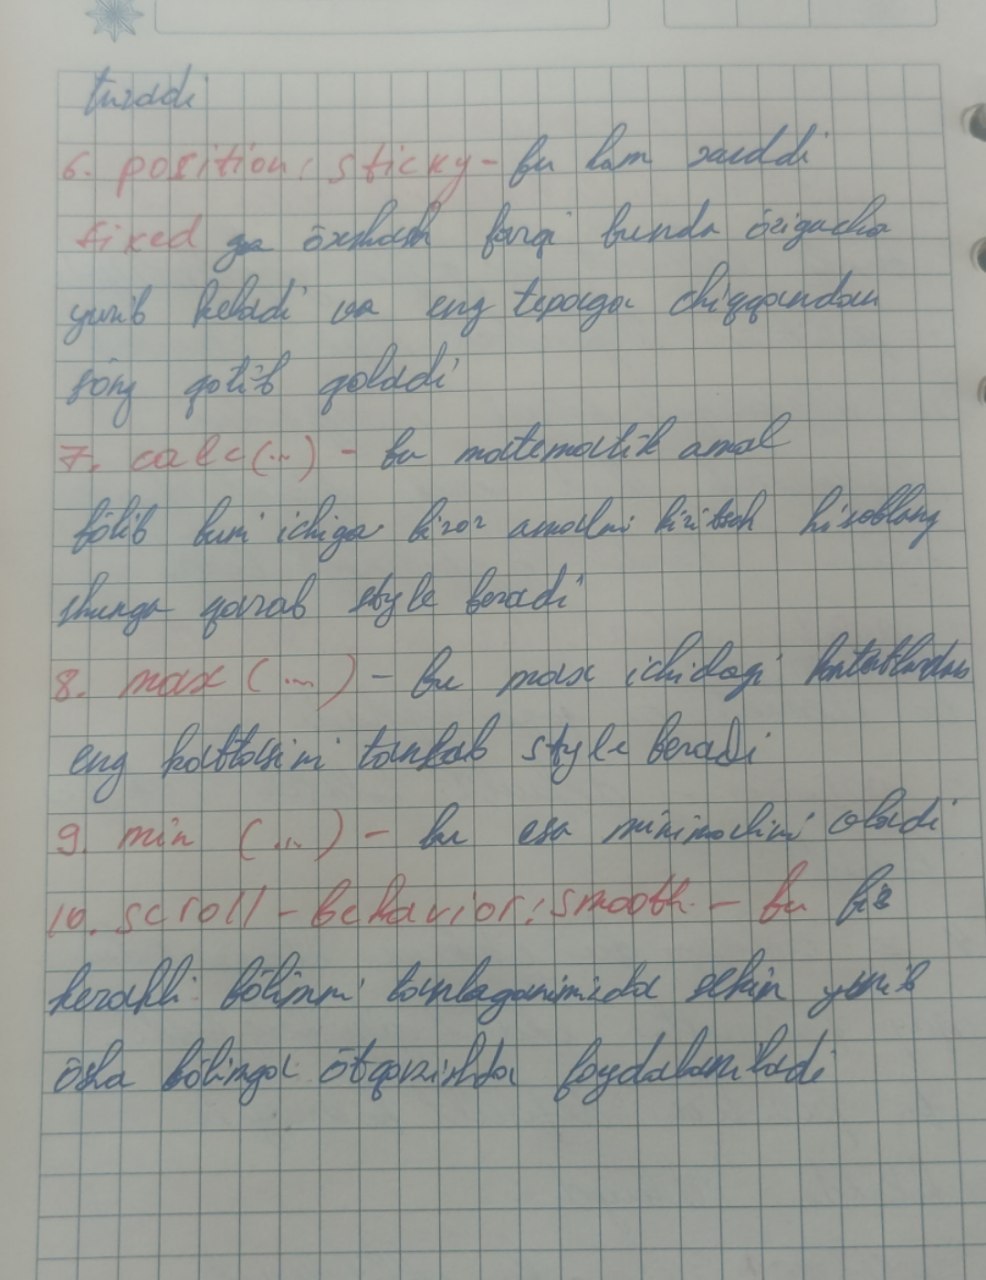 turadi
6. position: sticky - bu ham xuddi
fixed ga öxshash farqi bunda özigacha
yurib keladi va eng tepaga chiqqandan
söng qotib qoladi
7. calc(...) - bu matematik amal
bölib buni ichiga biror amalni kiritsak hisoblang
shunga qarab style beradi
8. max (...) - bu max ichidagi
eng kattasini tanlab style beradi
9. min (...) - bu esa minimalini oladi
10. scroll - behavior: smooth - bu biz
kerakli bölimni tanlaganimizda sekin yurib
ösha bölimga ötqazishda foydalaniladi